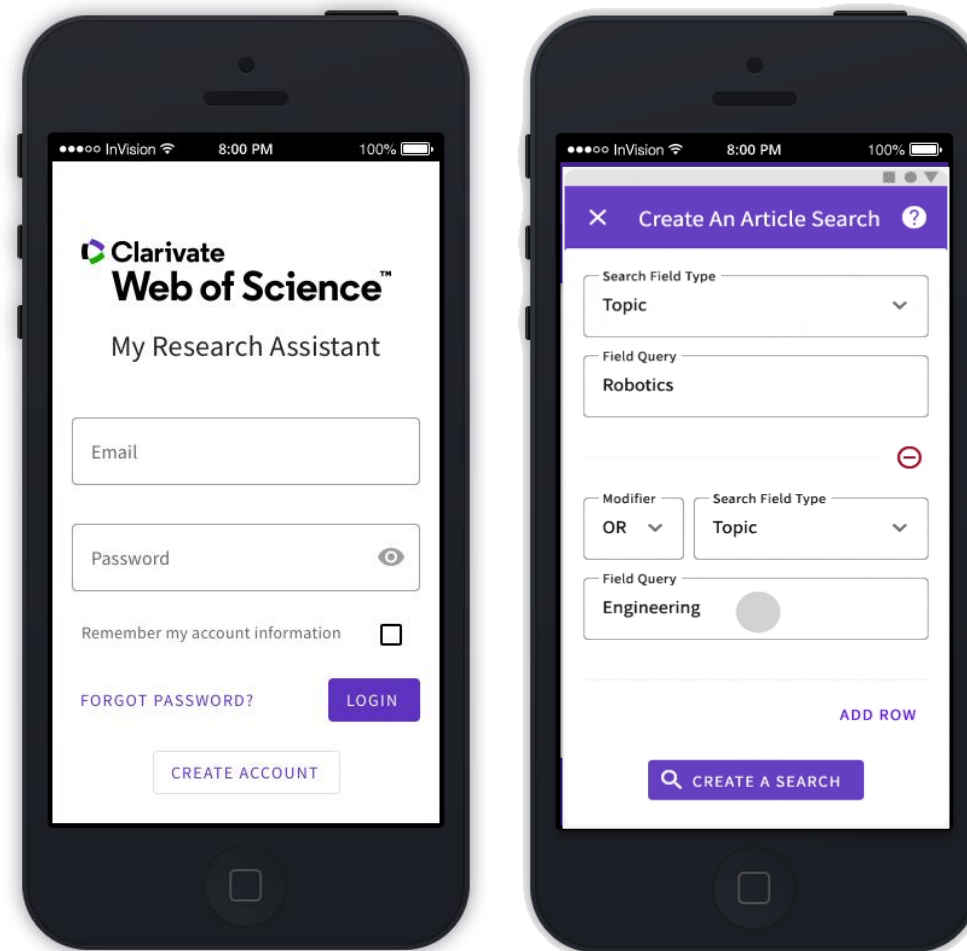 InVision 8:00 PM 100%
Clarivate
Web of Science™
My Research Assistant
Email
Password
Remember my account information
FORGOT PASSWORD? LOGIN
CREATE ACCOUNT
InVision 8:00 PM 100%
Create An Article Search ?
Search Field Type
Topic
Field Query
Robotics
Modifier Search Field Type
OR Topic
Field Query
Engineering
ADD ROW
CREATE A SEARCH